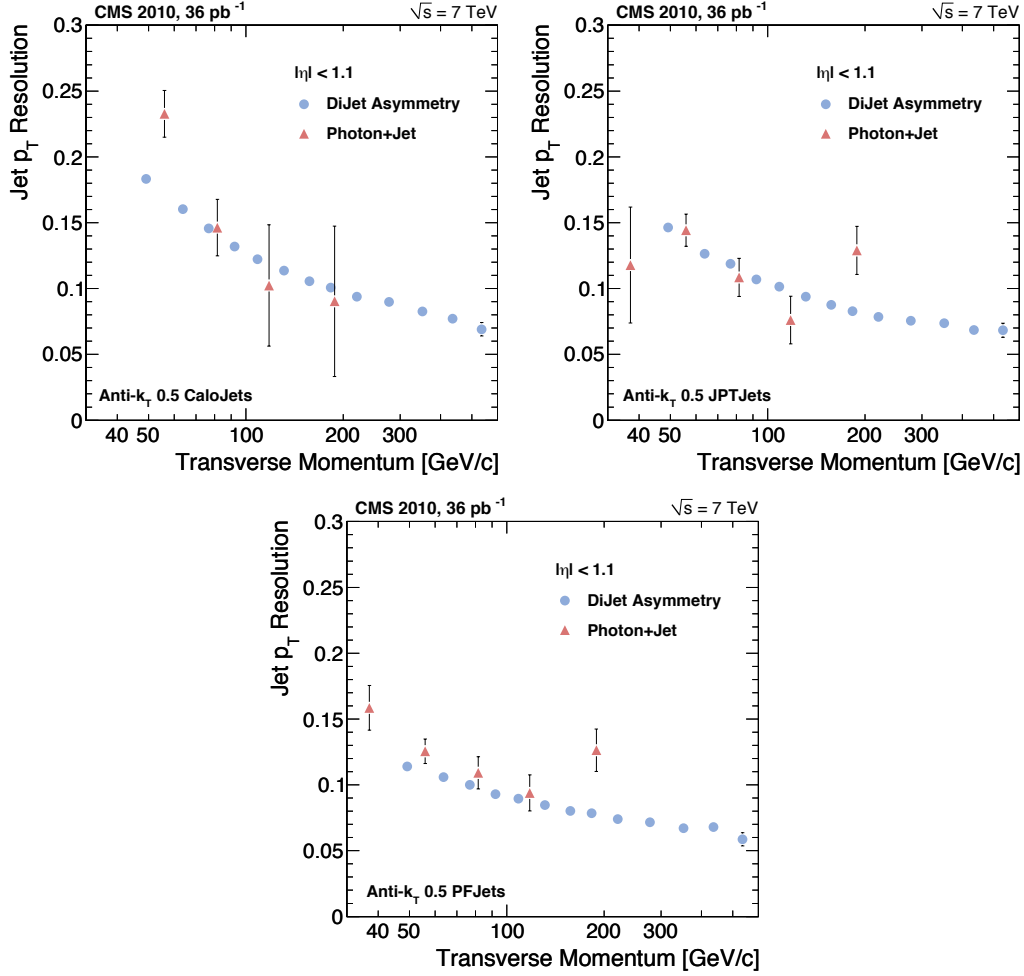 CMS 2010, 36 pb -1 √s = 7 TeV
Jet pT Resolution
0.3
0.25
0.2
0.15
0.1
0.05
0
|η| < 1.1
DiJet Asymmetry
Photon+Jet
Anti-kT 0.5 CaloJets
40 50 100 200 300
Transverse Momentum [GeV/c]
CMS 2010, 36 pb -1 √s = 7 TeV
Jet pT Resolution
0.3
0.25
0.2
0.15
0.1
0.05
0
|η| < 1.1
DiJet Asymmetry
Photon+Jet
Anti-kT 0.5 JPTJets
40 50 100 200 300
Transverse Momentum [GeV/c]
CMS 2010, 36 pb -1 √s = 7 TeV
Jet pT Resolution
0.3
0.25
0.2
0.15
0.1
0.05
0
|η| < 1.1
DiJet Asymmetry
Photon+Jet
Anti-kT 0.5 PFJets
40 50 100 200 300
Transverse Momentum [GeV/c]